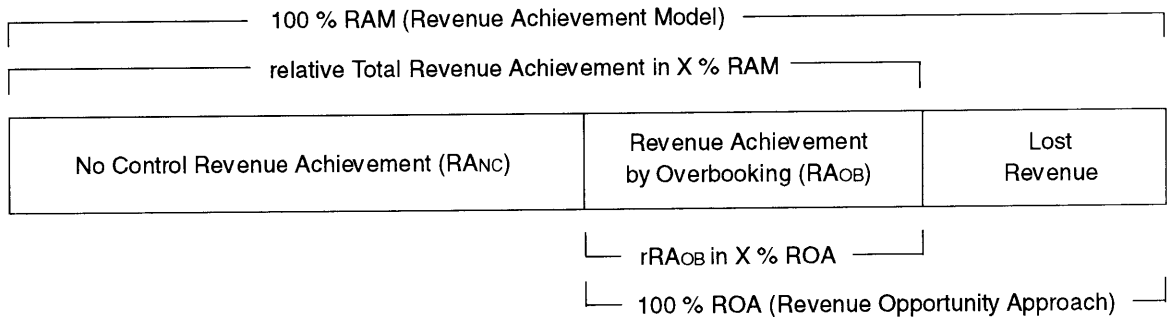 100 % RAM (Revenue Achievement Model)
relative Total Revenue Achievement in X % RAM
No Control Revenue Achievement (RANC)
Revenue Achievement
by Overbooking (RAOB)
Lost
Revenue
rRAOB in X % ROA
100 % ROA (Revenue Opportunity Approach)